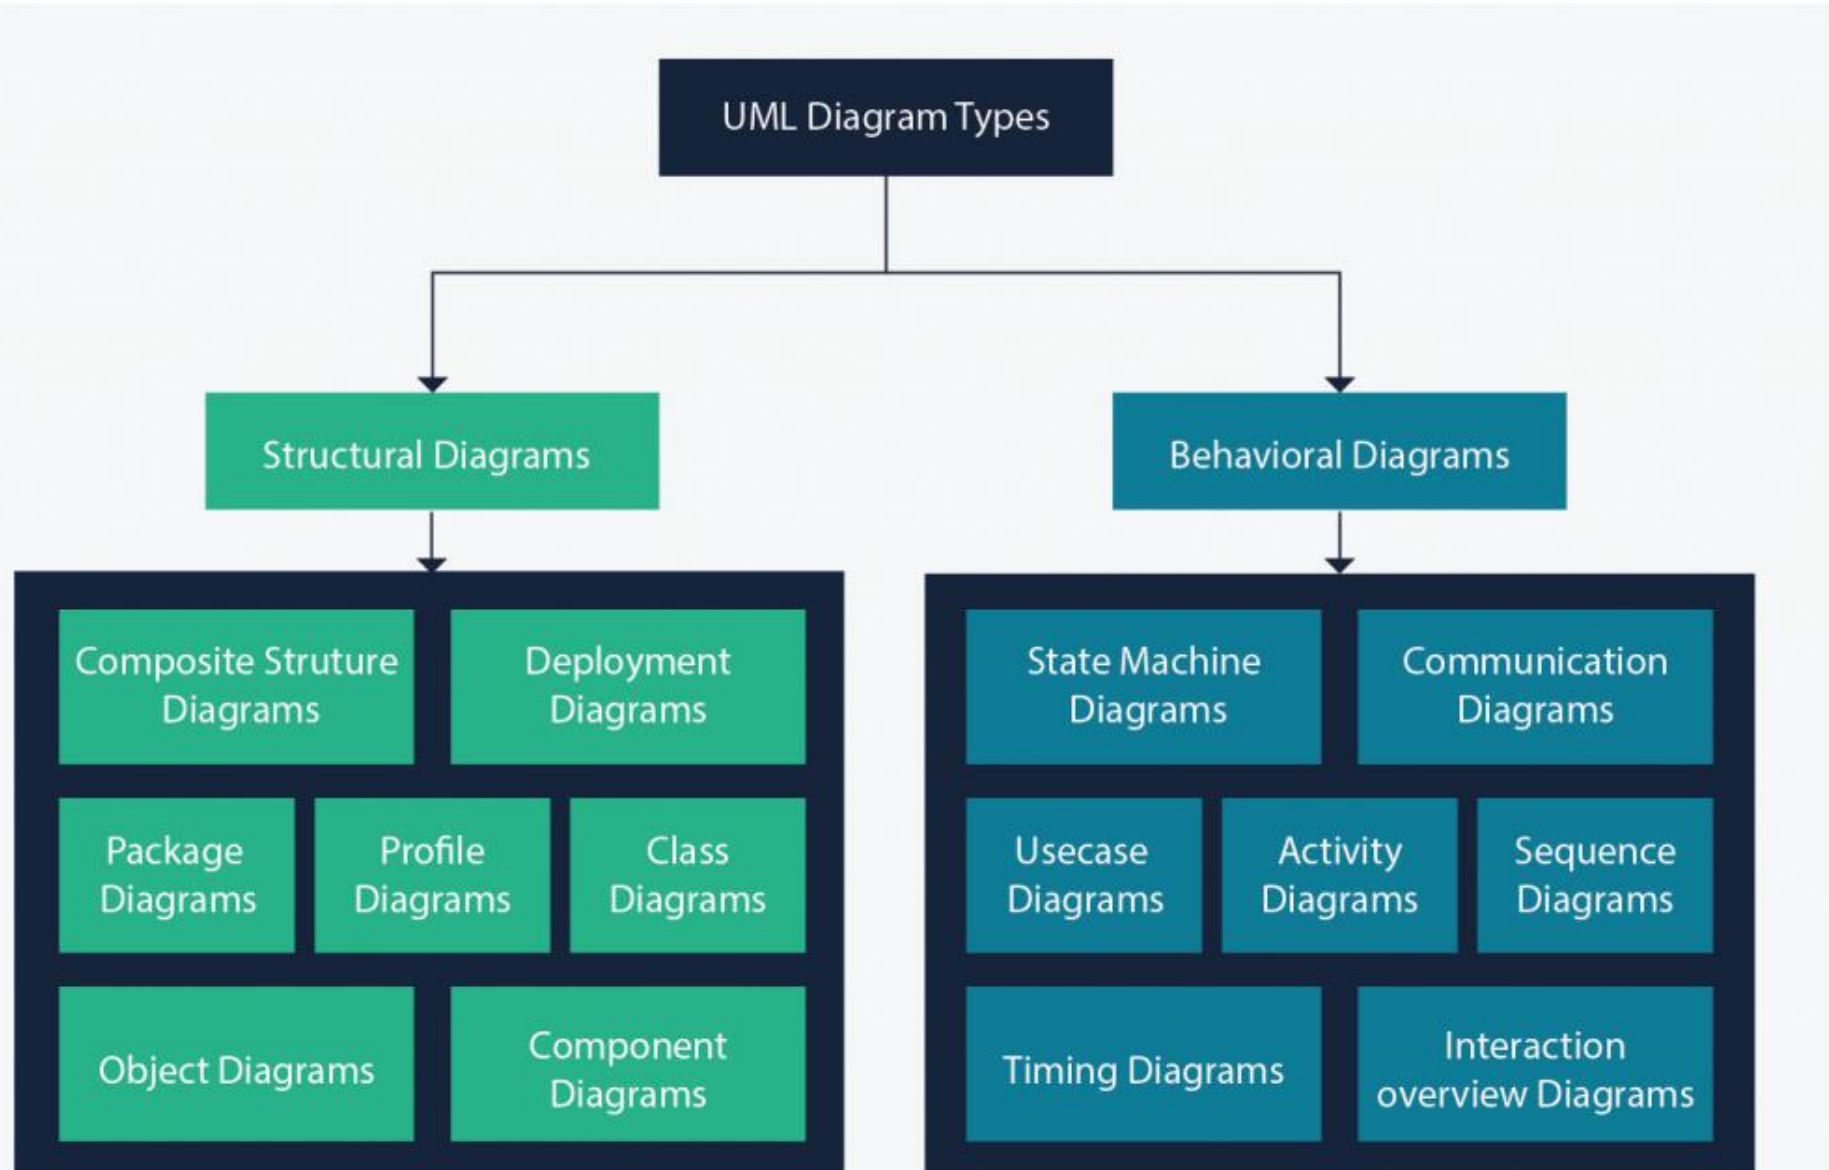 UML Diagram Types
Structural Diagrams
Behavioral Diagrams
Composite Struture
Diagrams
Deployment
Diagrams
Package
Diagrams
Profile
Diagrams
Class
Diagrams
Object Diagrams
Component
Diagrams
State Machine
Diagrams
Communication
Diagrams
Usecase
Diagrams
Activity
Diagrams
Sequence
Diagrams
Timing Diagrams
Interaction
overview Diagrams